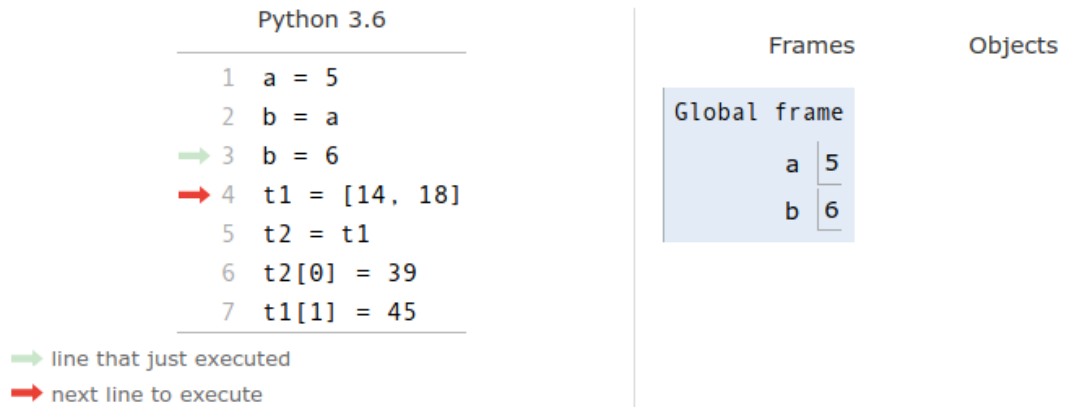 Python 3.6
1 a = 5
2 b = a
3 b = 6
4 t1 = [14, 18]
5 t2 = t1
6 t2[0] = 39
7 t1[1] = 45
line that just executed
next line to execute
Frames
Objects
Global frame
a 5
b 6